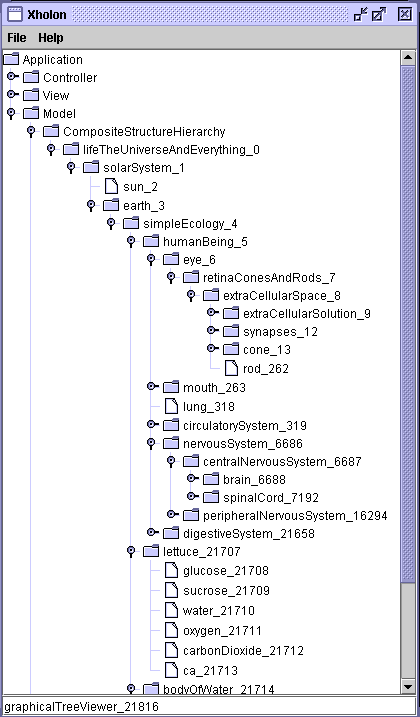 Xholon
File Help
Application
Controller
View
Model
CompositeStructureHierarchy
lifeTheUniverseAndEverything_0
solarSystem_1
sun_2
earth_3
simpleEcology_4
humanBeing_5
eye_6
retinaConesAndRods_7
extraCellularSpace_8
extraCellularSolution_9
synapses_12
cone_13
rod_262
mouth_263
lung_318
circulatorySystem_319
nervousSystem_6686
centralNervousSystem_6687
brain_6688
spinalCord_7192
peripheralNervousSystem_16294
digestiveSystem_21658
lettuce_21707
glucose_21708
sucrose_21709
water_21710
oxygen_21711
carbonDioxide_21712
ca_21713
bodyOfWater_21714
graphicalTreeViewer_21816